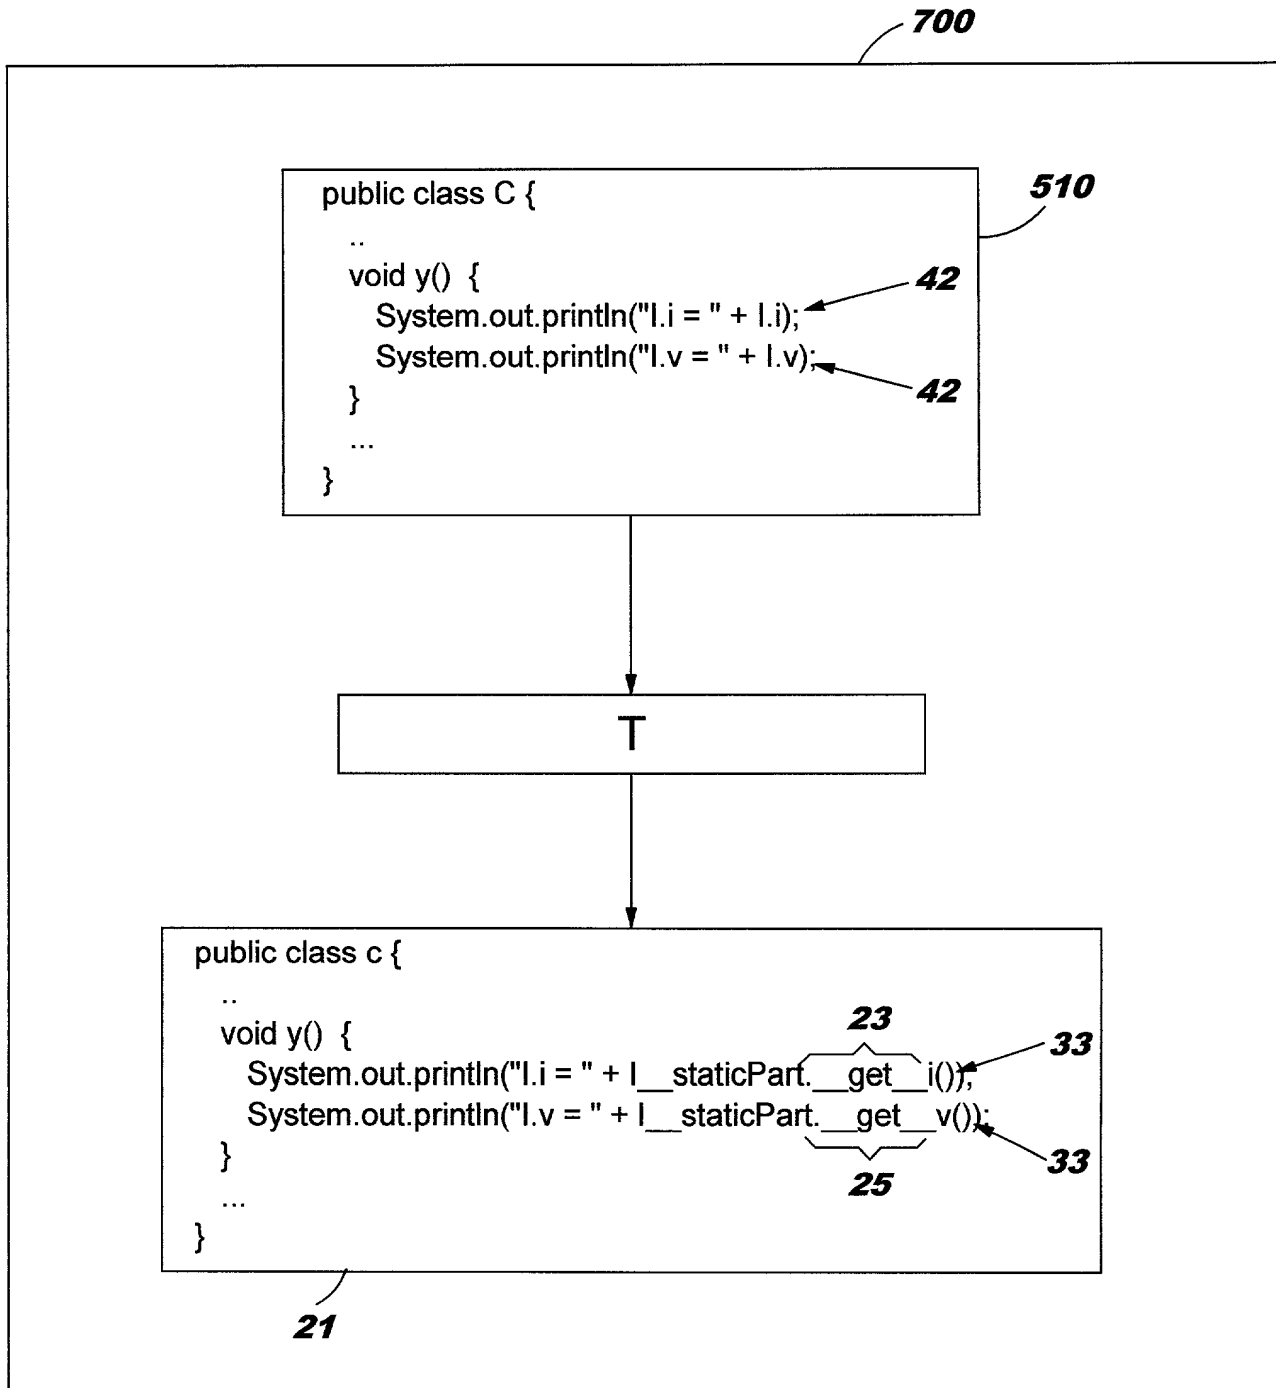 700
510
public class C {
..
void y() {
System.out.println("I.i = " + I.i);
42
System.out.println("I.v = " + I.v);
42
}
...
}
T
public class c {
..
void y() {
23
33
System.out.println("I.i = " + I__staticPart.__get__i());
System.out.println("I.v = " + I__staticPart.__get__v());
33
25
}
...
}
21